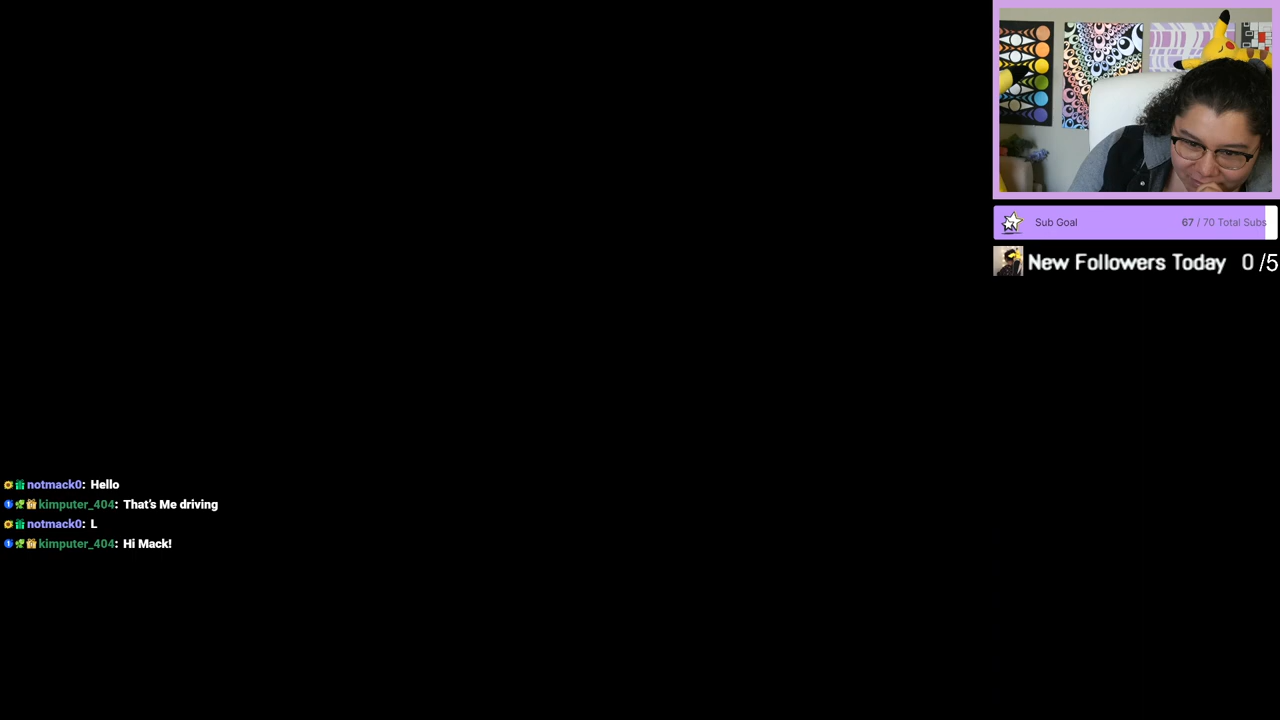 Sub Goal 67 / 70 Total Subs
New Followers Today 0 /5
notmack0: Hello
kimputer_404: That's Me driving
notmack0: L
kimputer_404: Hi Mack!